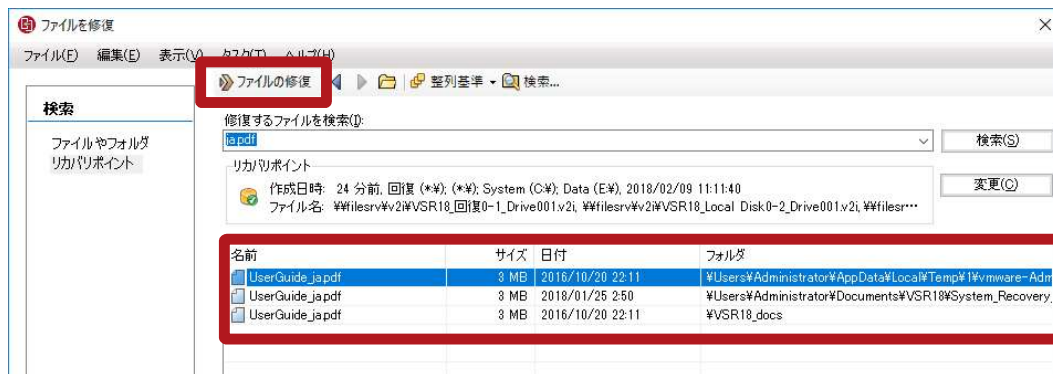 ファイルを修復
ファイル(F) 編集(E) 表示(V) タスク(T) ヘルプ(H)
ファイルの修復 整列基準 検索...
検索
ファイルやフォルダ
リカバリポイント
修復するファイルを検索(I):
ja.pdf 検索(S)
リカバリポイント
作成日時: 24 分前, 回復 (*¥); (*¥); System (C:¥); Data (E:¥), 2018/02/09 11:11:40 変更(C)
ファイル名: ¥¥filesrv¥v2i¥VSR18_回復0-1_Drive001.v2i, ¥¥filesrv¥v2i¥VSR18_Local Disk0-2_Drive001.v2i, ¥¥filesr…
名前 サイズ 日付 フォルダ
UserGuide_ja.pdf 3 MB 2016/10/20 22:11 ¥Users¥Administrator¥AppData¥Local¥Temp¥1¥vmware-Adm
UserGuide_ja.pdf 3 MB 2018/01/25 2:50 ¥Users¥Administrator¥Documents¥VSR18¥System_Recovery_
UserGuide_ja.pdf 3 MB 2016/10/20 22:11 ¥VSR18_docs